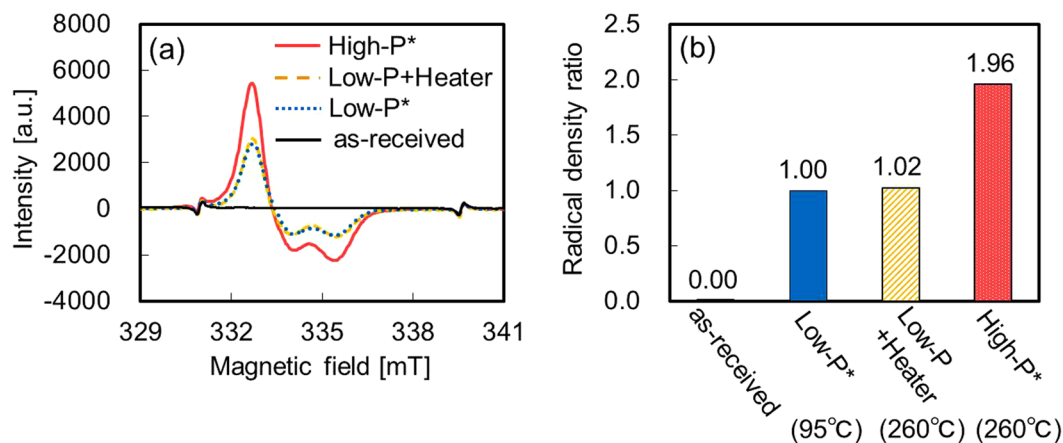 (a)
High-P*
Low-P+Heater
Low-P*
as-received
8000
6000
4000
2000
0
-2000
-4000
Intensity [a.u.]
329 332 335 338 341
Magnetic field [mT]
(b)
2.5
2.0
1.5
1.0
0.5
0.0
Radical density ratio
0.00
1.00
1.02
1.96
as-received
Low-P*
(95℃)
Low-P
+Heater
(260℃)
High-P*
(260℃)